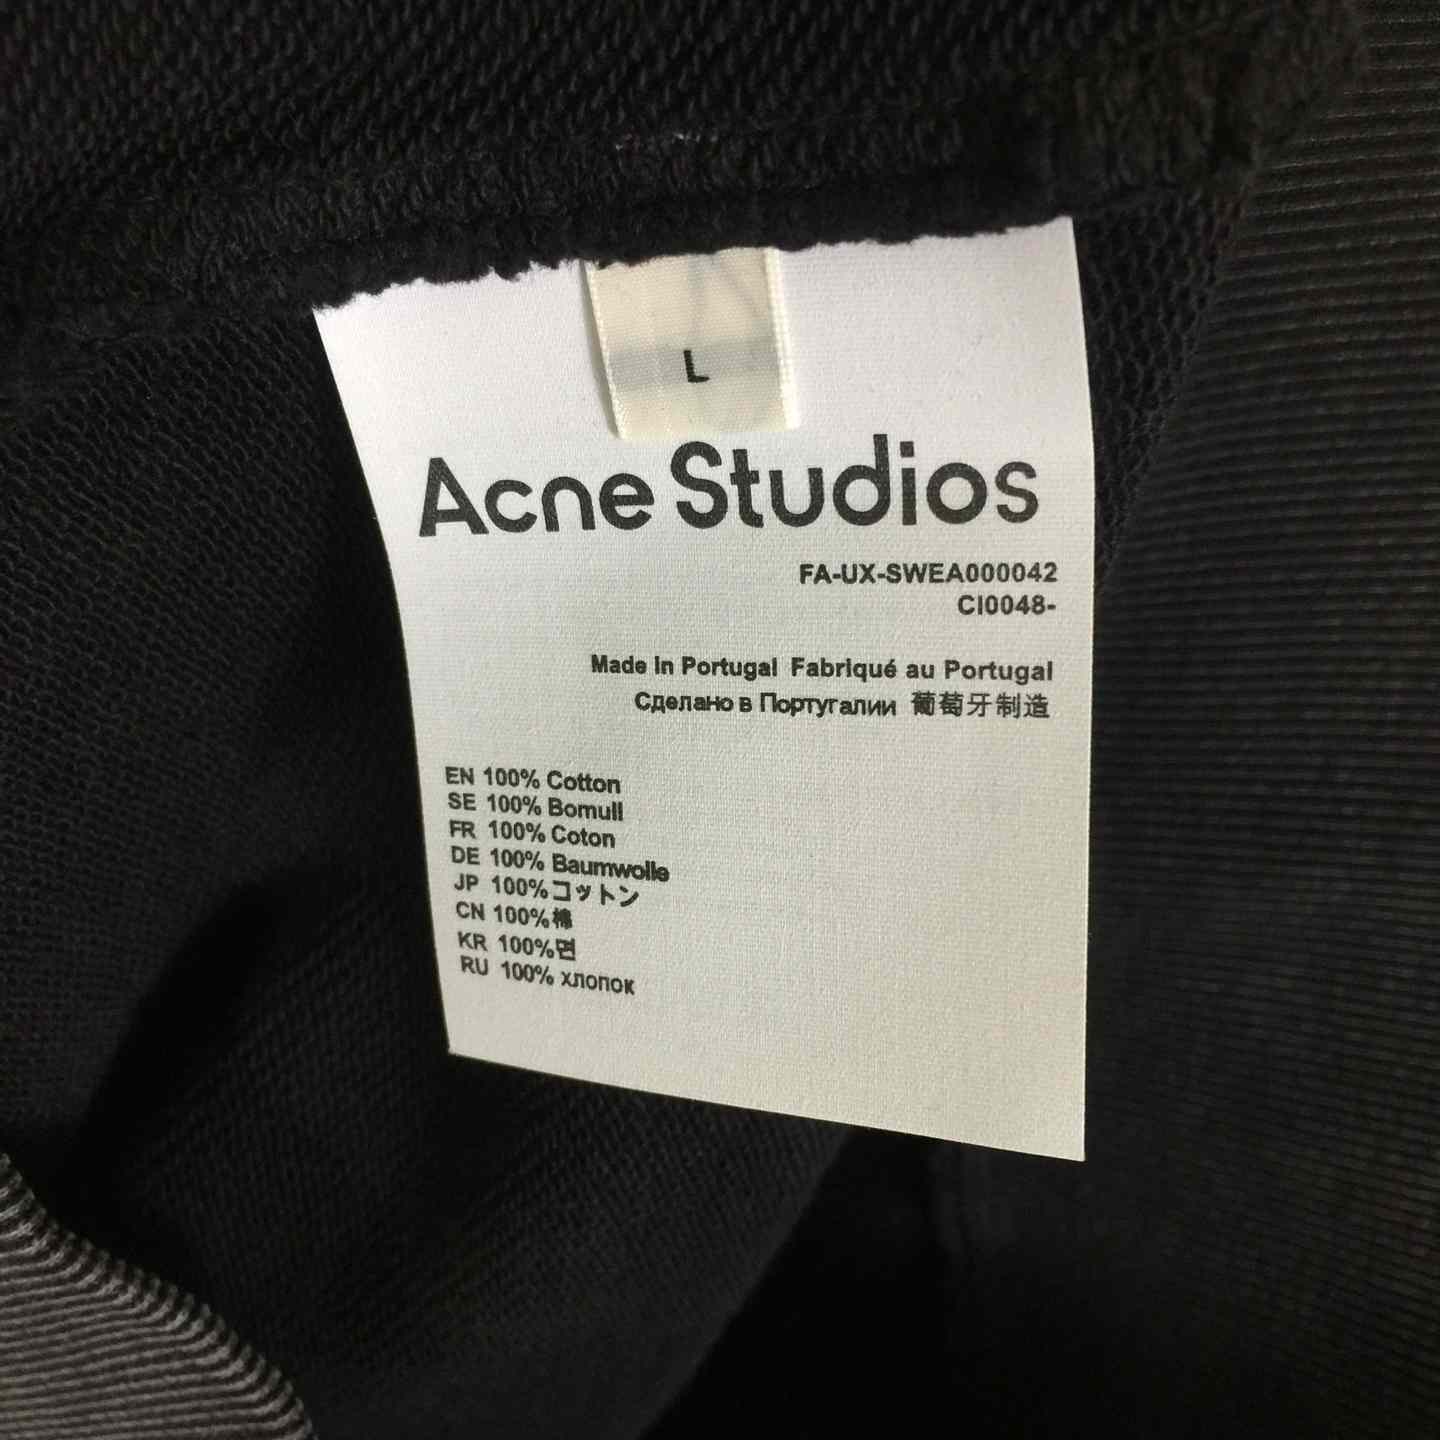 L
Acne Studios
FA-UX-SWEA000042
CI0048-
Made in Portugal Fabriqué au Portugal
Сделано в Португалии 葡萄牙制造
EN 100% Cotton
SE 100% Bomull
FR 100% Coton
DE 100% Baumwolle
JP 100%コットン
CN 100%棉
KR 100%면
RU 100% хлопок